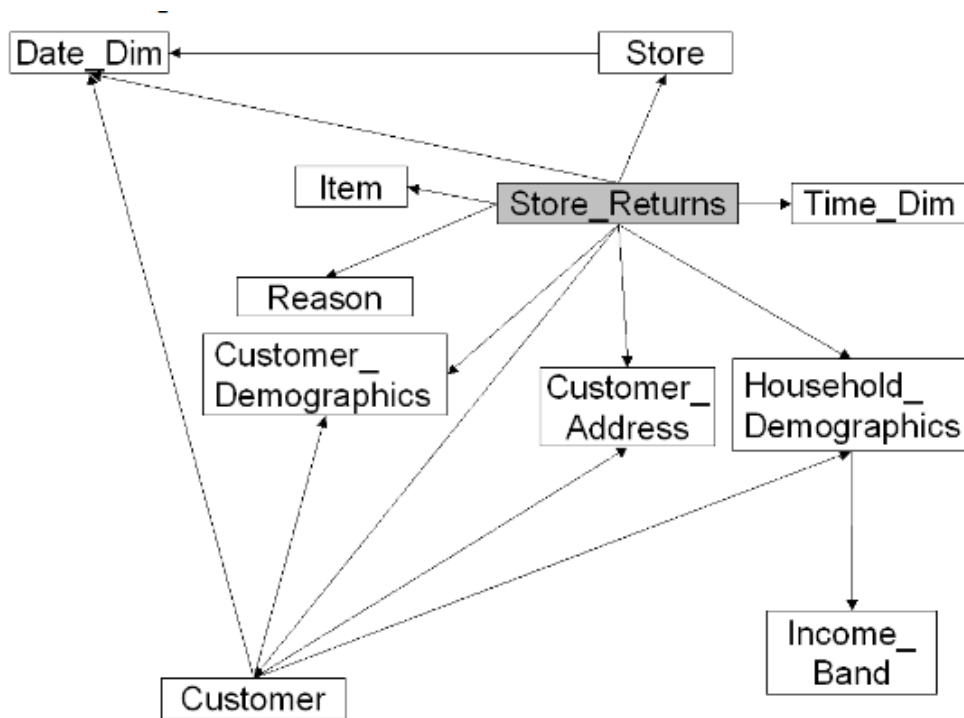 Date_Dim
Store
Item
Store_Returns
Time_Dim
Reason
Customer_
Demographics
Customer_
Address
Household_
Demographics
Income_
Band
Customer